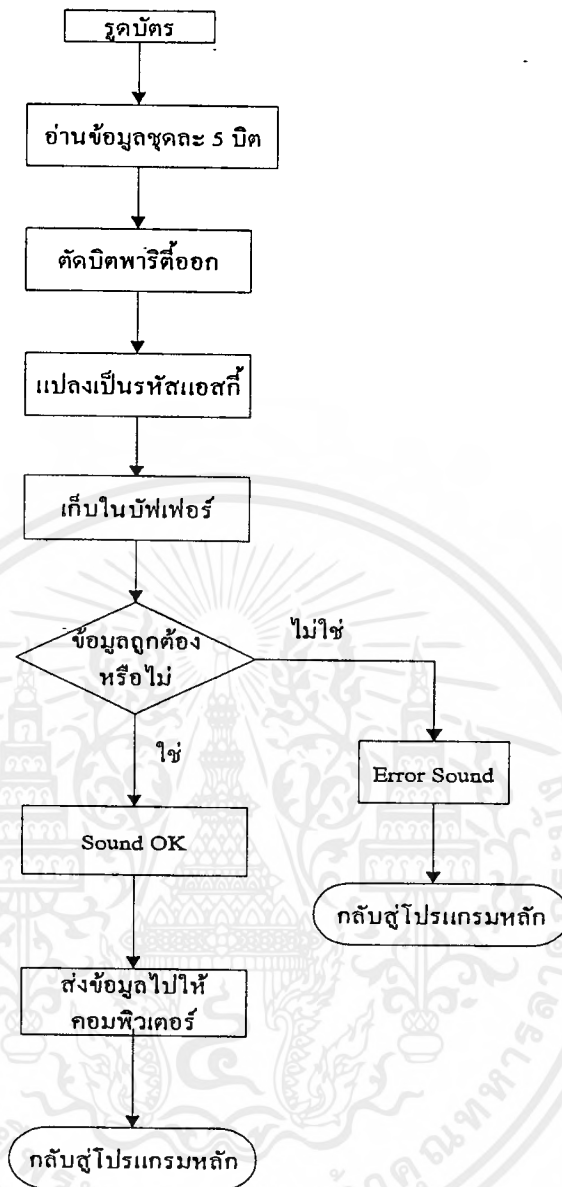 รูดบัตร
อ่านข้อมูลชุดละ 5 บิต
ตัดบิตพาริตี้ออก
แปลงเป็นรหัสแอสกี้
เก็บในบัฟเฟอร์
ข้อมูลถูกต้อง
หรือไม่
ไม่ใช่
ใช่
Error Sound
Sound OK
กลับสู่โปรแกรมหลัก
ส่งข้อมูลไปให้
คอมพิวเตอร์
กลับสู่โปรแกรมหลัก